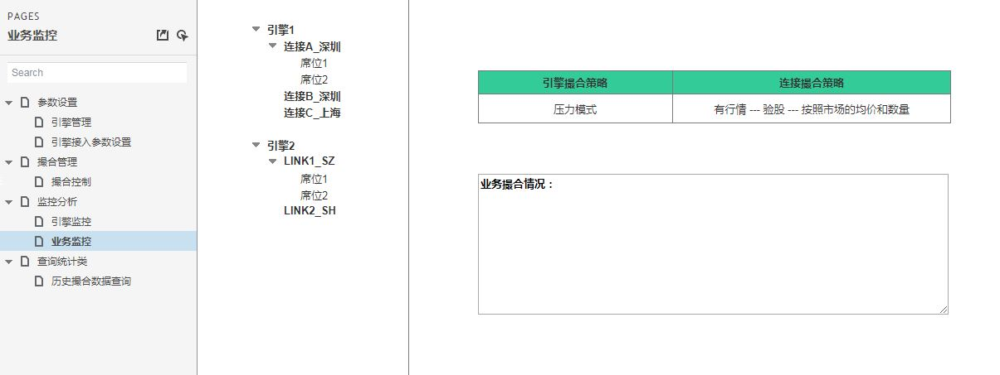 PAGES
业务监控
Search
参数设置
引擎管理
引擎接入参数设置
撮合管理
撮合控制
监控分析
引擎监控
业务监控
查询统计类
历史撮合数据查询
引擎1
连接A_深圳
席位1
席位2
连接B_深圳
连接C_上海
引擎2
LINK1_SZ
席位1
席位2
LINK2_SH
引擎撮合策略 连接撮合策略
压力模式 有行情 --- 验股 --- 按照市场的均价和数量
业务撮合情况：